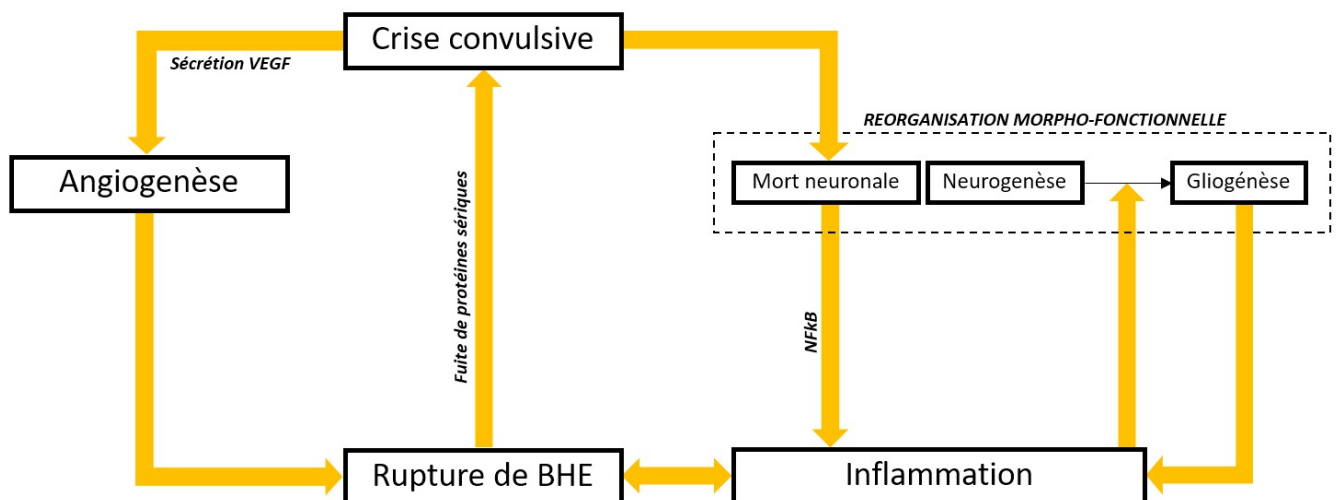 Crise convulsive
Sécrétion VEGF
REORGANISATION MORPHO-FONCTIONNELLE
Angiogenèse
Mort neuronale
Neurogenèse
Gliogénèse
Fuite de protéines sériques
NFkB
Rupture de BHE
Inflammation